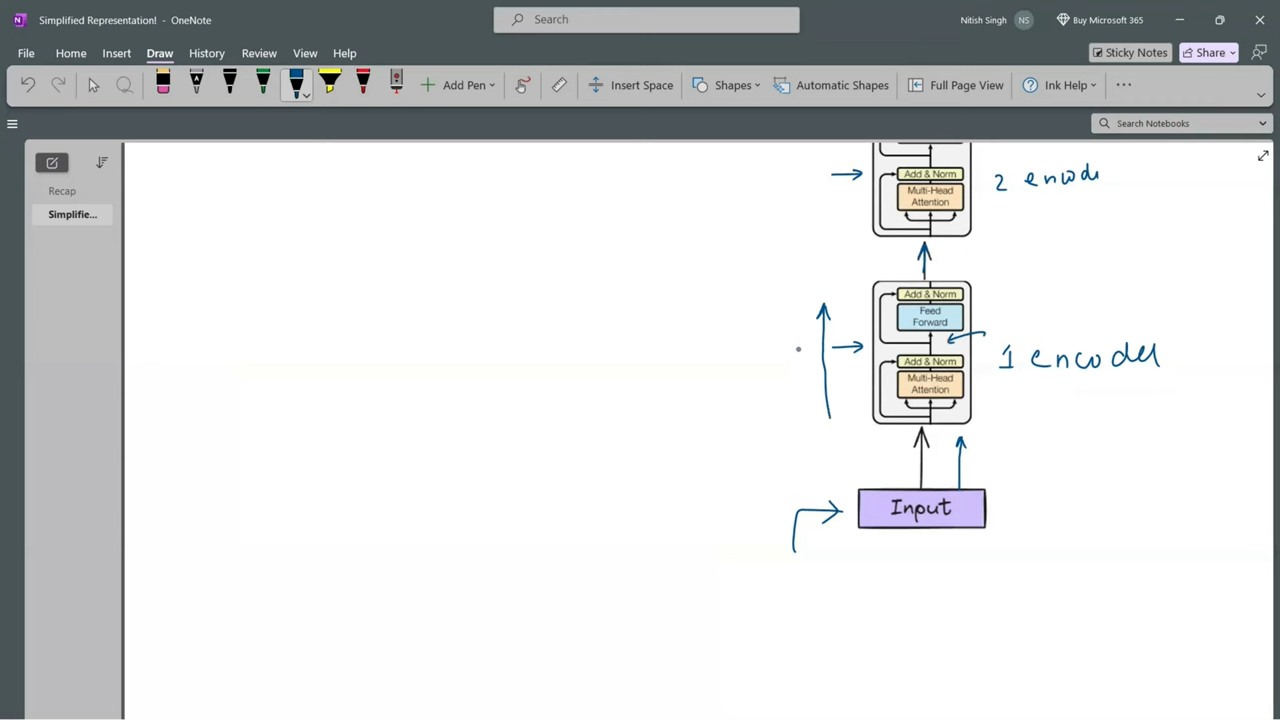 Simplified Representation! - OneNote
Search
Nitish Singh
NS
Buy Microsoft 365
File Home Insert Draw History Review View Help
Sticky Notes
Share
Add Pen
Insert Space
Shapes
Automatic Shapes
Full Page View
Ink Help
Search Notebooks
Recap
Simplifie...
Add & Norm
Multi-Head
Attention
2 encode
Add & Norm
Feed
Forward
Add & Norm
Multi-Head
Attention
1 encoder
Input